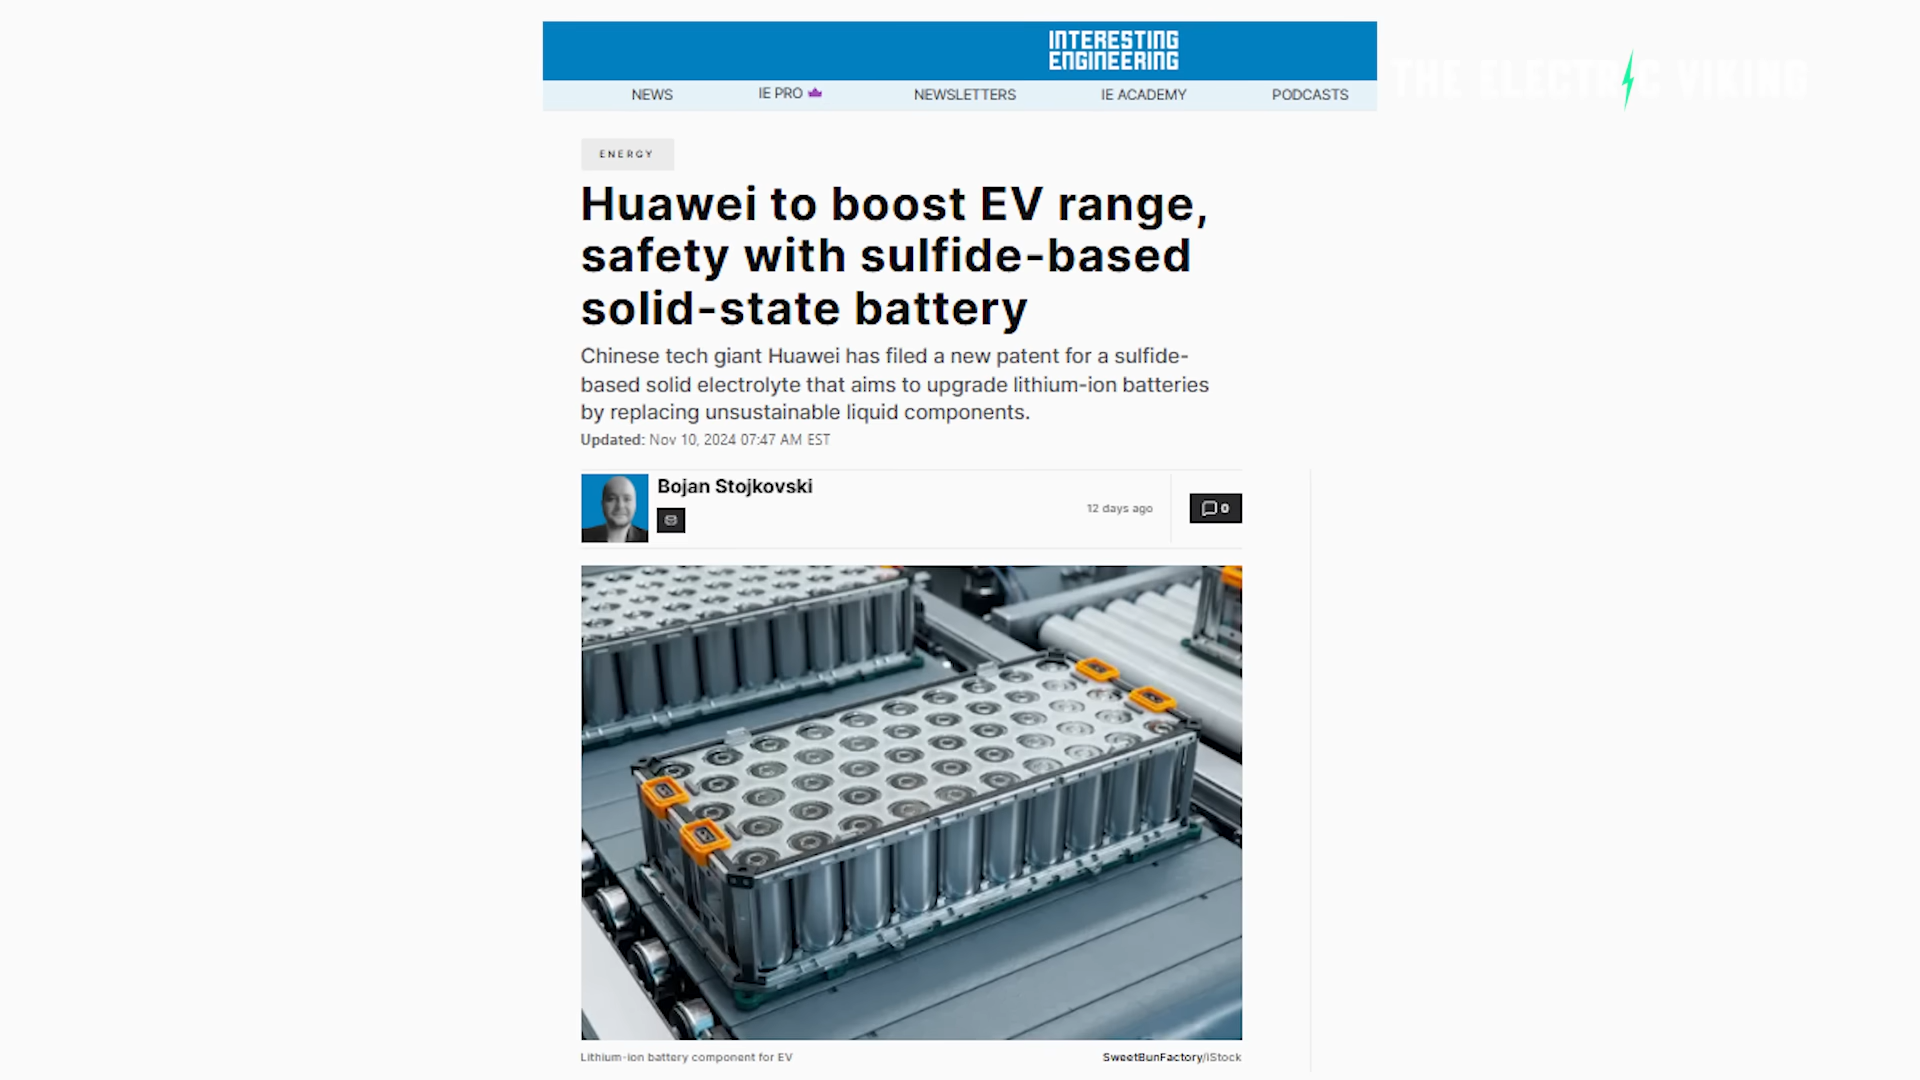 INTERESTING
ENGINEERING
THE ELECTRIC VIKING
NEWS
IE PRO
NEWSLETTERS
IE ACADEMY
PODCASTS
ENERGY
Huawei to boost EV range,
safety with sulfide-based
solid-state battery
Chinese tech giant Huawei has filed a new patent for a sulfide-
based solid electrolyte that aims to upgrade lithium-ion batteries
by replacing unsustainable liquid components.
Updated: Nov 10, 2024 07:47 AM EST
Bojan Stojkovski
12 days ago
0
Lithium-ion battery component for EV
SweetBunFactory/iStock